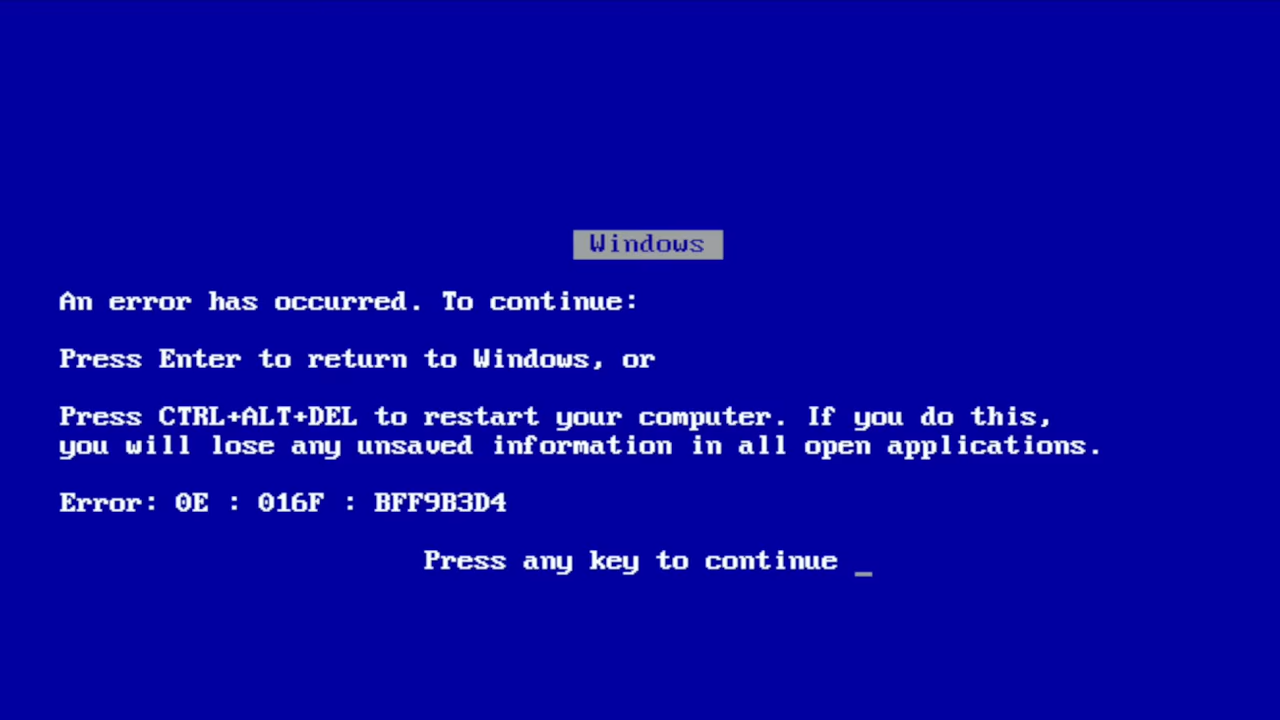 Windows
An error has occurred. To continue:
Press Enter to return to Windows, or
Press CTRL+ALT+DEL to restart your computer. If you do this,
you will lose any unsaved information in all open applications.
Error: 0E : 016F : BFF9B3D4
Press any key to continue _